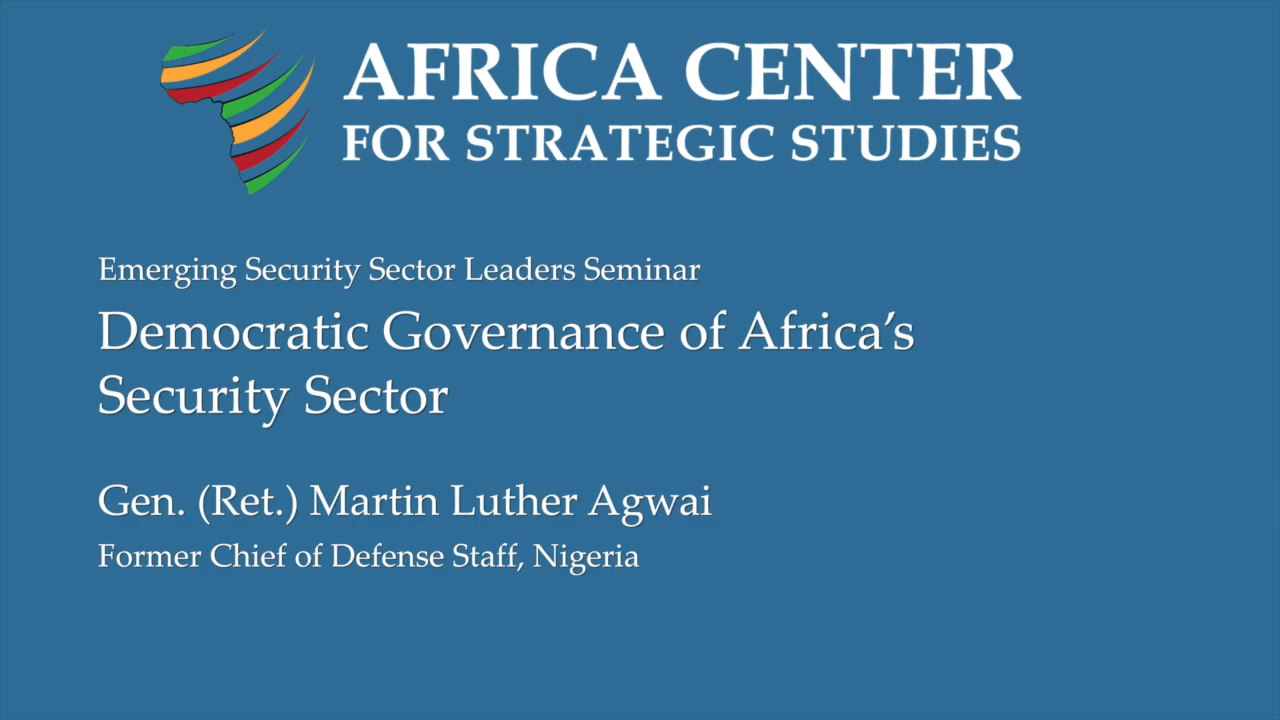 AFRICA CENTER
FOR STRATEGIC STUDIES
Emerging Security Sector Leaders Seminar
Democratic Governance of Africa’s
Security Sector
Gen. (Ret.) Martin Luther Agwai
Former Chief of Defense Staff, Nigeria